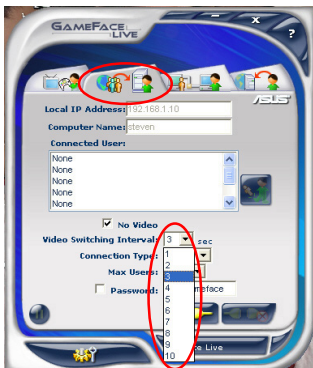 GAMEFACE
LIVE
?
ASUS
Local IP Address: 192.168.1.10
Computer Name: steven
Connected User:
None
None
None
None
None
No Video
Video Switching Interval: 3 sec
Connection Type:
Max Users:
Password: meface
1
2
3
4
5
6
7
8
9
10
Live